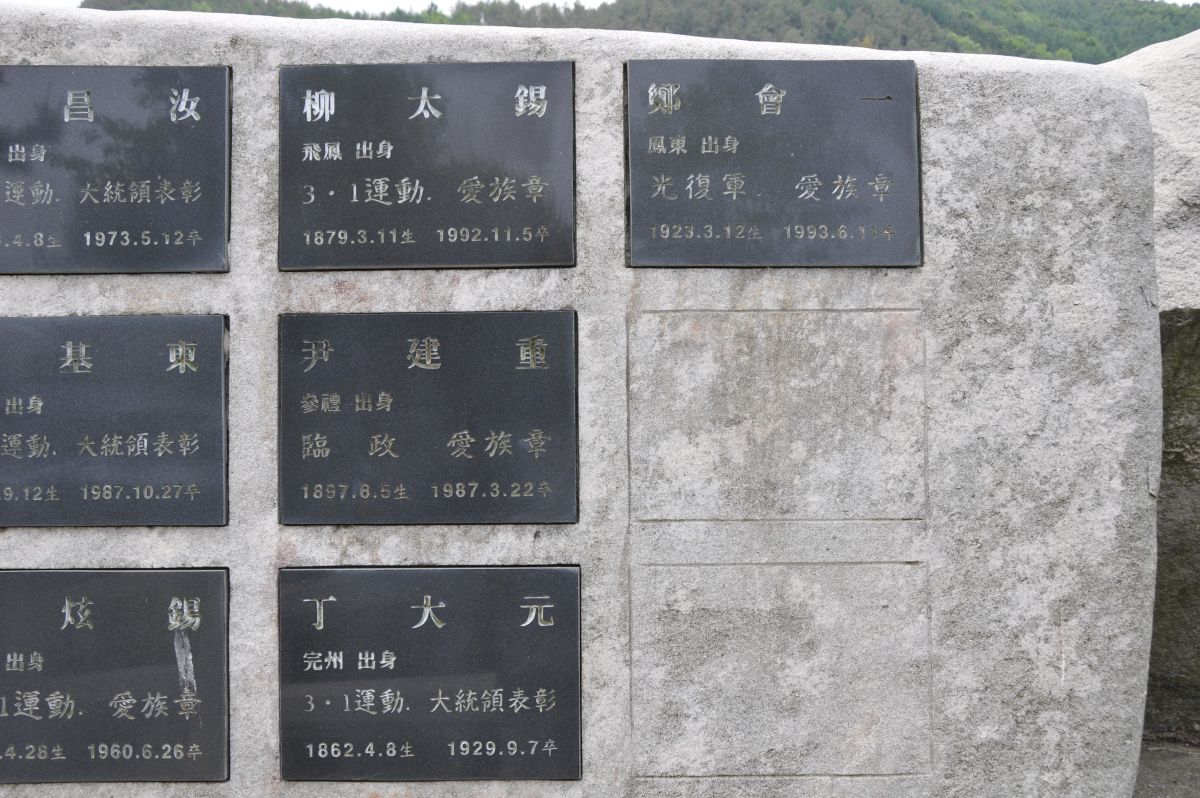 昌 汝
出身
運動. 大統領表彰
.4.8生 1973.5.12卒
柳 太 錫
飛鳳 出身
3·1運動. 愛族章
1879.3.11生 1992.11.5卒
鄭 會 一
鳳東 出身
光復軍. 愛族章
1923.3.12生 1993.6.11卒
基 東
出身
運動. 大統領表彰
.9.12生 1987.10.27卒
尹 建 重
參禮 出身
臨 政 愛族章
1897.8.5生 1987.3.22卒
炫 錫
出身
1運動. 愛族章
.4.28生 1960.6.26卒
丁 大 元
完州 出身
3·1運動. 大統領表彰
1862.4.8生 1929.9.7卒